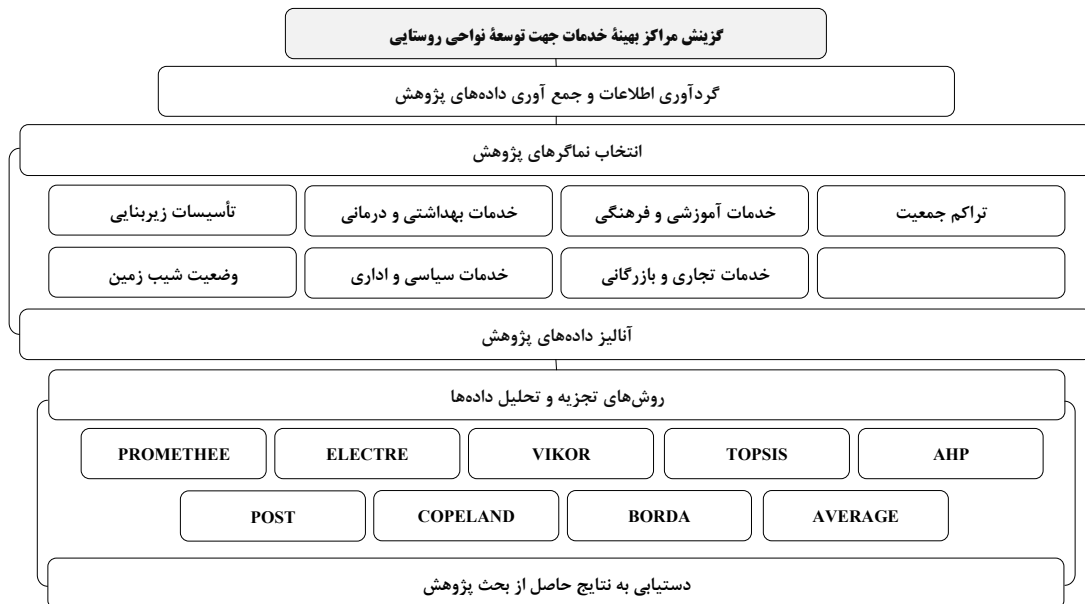 گزینش مراکز بهینۀ خدمات جهت توسعۀ نواحی روستایی
گردآوری اطلاعات و جمع آوری داده‌های پژوهش
انتخاب نماگرهای پژوهش
تراکم جمعیت
خدمات آموزشی و فرهنگی
خدمات بهداشتی و درمانی
تأسیسات زیربنایی
خدمات تجاری و بازرگانی
خدمات سیاسی و اداری
وضعیت شیب زمین
آنالیز داده‌های پژوهش
روش‌های تجزیه و تحلیل داده‌ها
AHP
TOPSIS
VIKOR
ELECTRE
PROMETHEE
AVERAGE
BORDA
COPELAND
POST
دستیابی به نتایج حاصل از بحث پژوهش